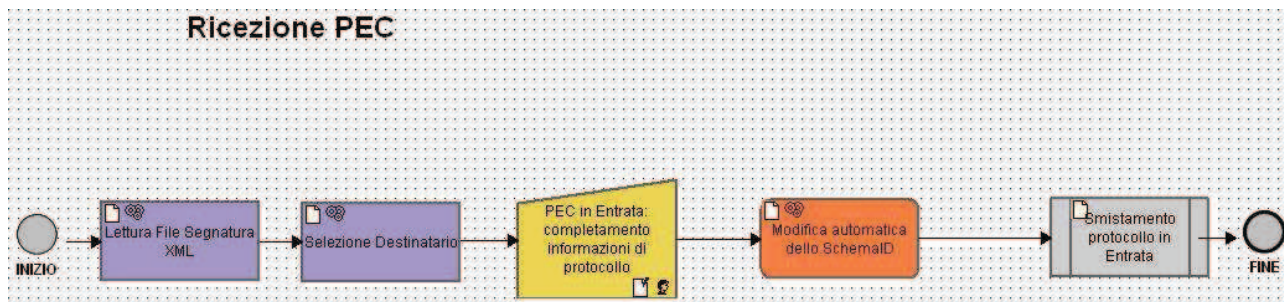 Ricezione PEC
INIZIO
Lettura File Segnatura
XML
Selezione Destinatario
PEC in Entrata:
completamento
informazioni di
protocollo
Modifica automatica
dello SchemaID
Smistamento
protocollo in
Entrata
FINE